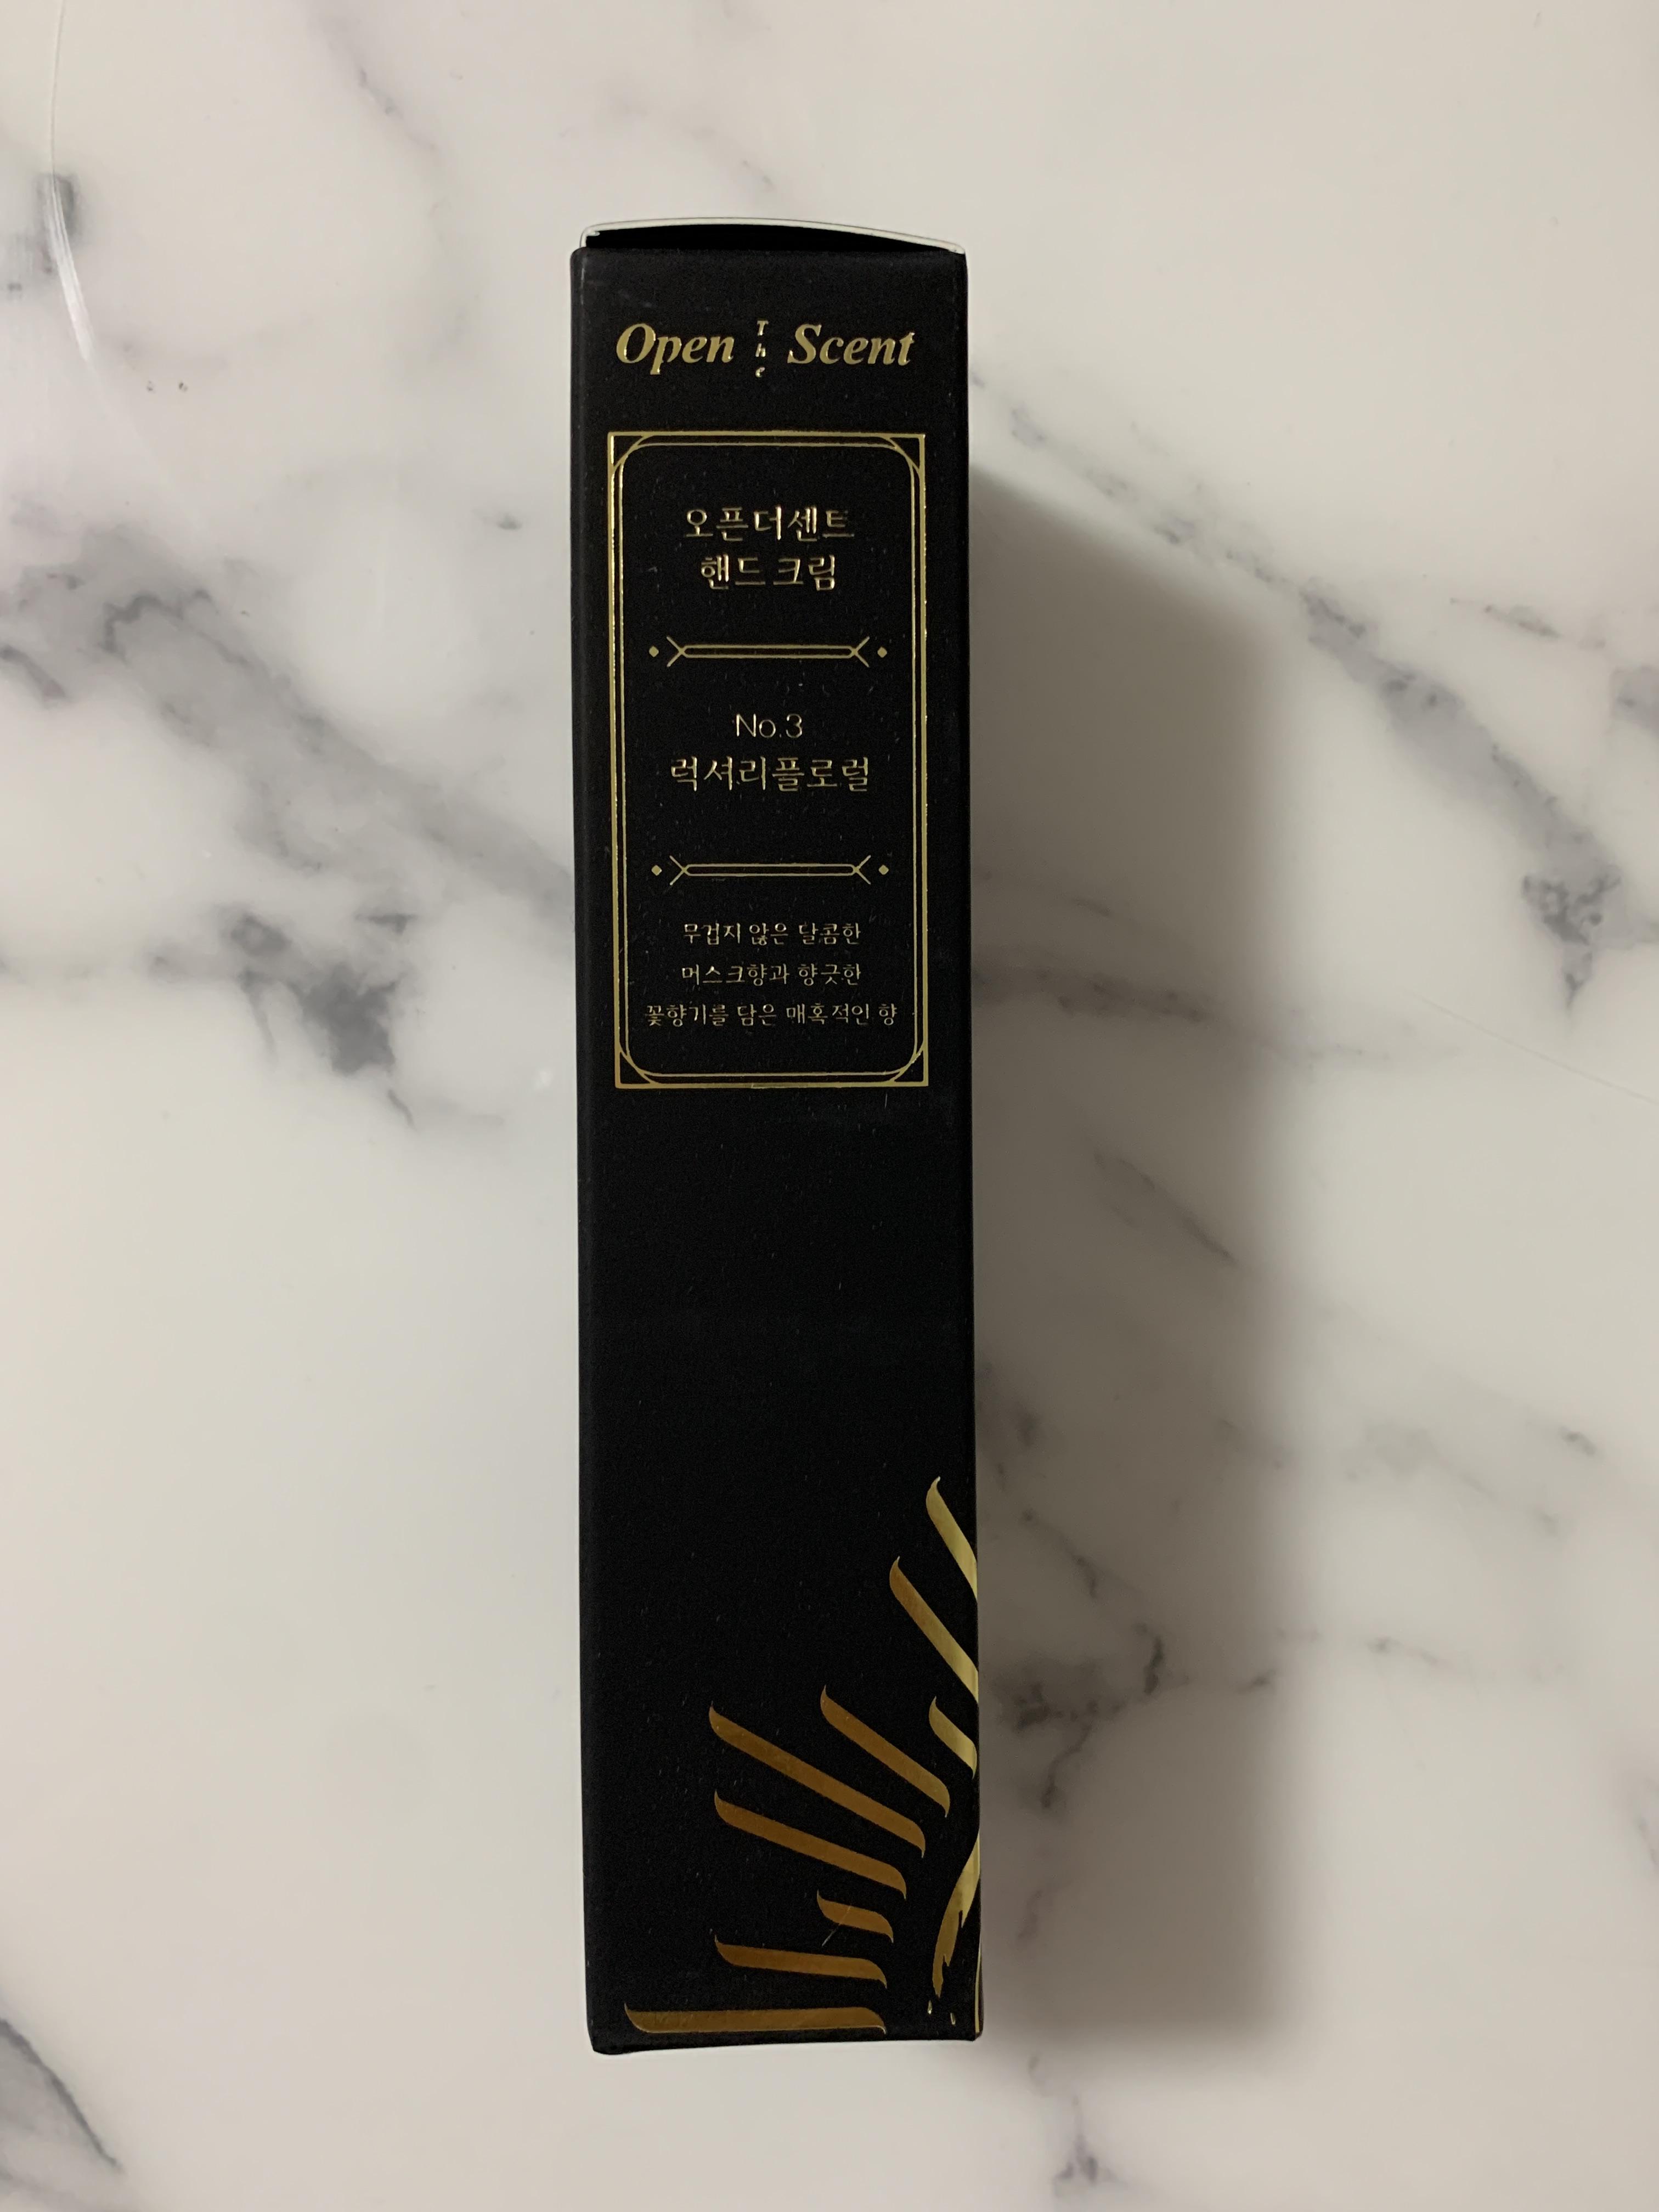 Open The Scent
오픈더센트
핸드크림
No.3
럭셔리플로럴
무겁지 않은 달콤한
머스크향과 향긋한
꽃향기를 담은 매혹적인 향